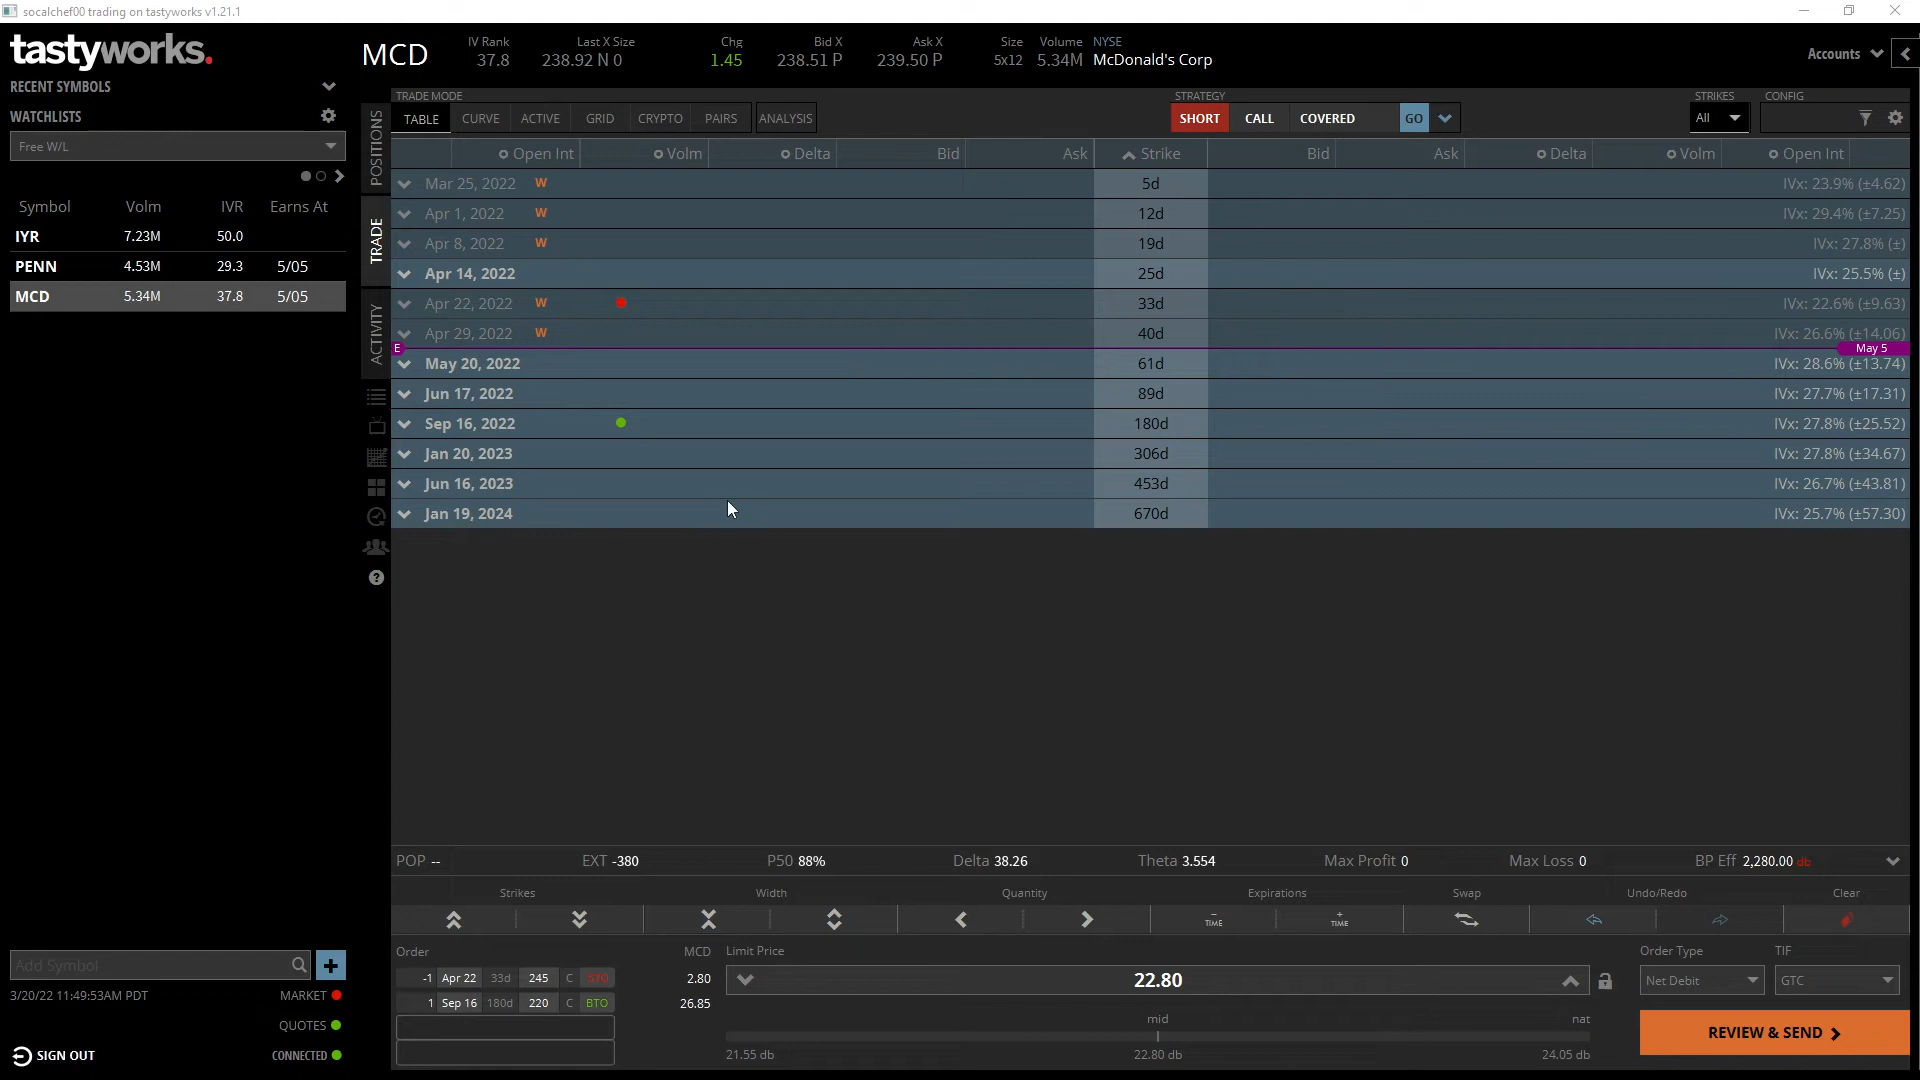 socalchef00 trading on tastyworks v1.21.1
tastyworks.
MCD
IV Rank
37.8
Last X Size
238.92 N 0
Chg
1.45
Bid X
238.51 P
Ask X
239.50 P
Size
5x12
Volume
5.34M
NYSE
McDonald's Corp
Accounts
RECENT SYMBOLS
WATCHLISTS
Free W/L
Symbol Volm IVR Earns At
IYR 7.23M 50.0
PENN 4.53M 29.3 5/05
MCD 5.34M 37.8 5/05
POSITIONS
TRADE
ACTIVITY
TRADE MODE
TABLE CURVE ACTIVE GRID CRYPTO PAIRS ANALYSIS
STRATEGY
SHORT CALL COVERED GO
STRIKES
All
CONFIG
Open Int Volm Delta Bid Ask Strike Bid Ask Delta Volm Open Int
Mar 25, 2022 W 5d IVx: 23.9% (±4.62)
Apr 1, 2022 W 12d IVx: 29.4% (±7.25)
Apr 8, 2022 W 19d IVx: 27.8% (±)
Apr 14, 2022 25d IVx: 25.5% (±)
Apr 22, 2022 W 33d IVx: 22.6% (±9.63)
Apr 29, 2022 W 40d IVx: 26.6% (±14.06)
E May 5
May 20, 2022 61d IVx: 28.6% (±13.74)
Jun 17, 2022 89d IVx: 27.7% (±17.31)
Sep 16, 2022 180d IVx: 27.8% (±25.52)
Jan 20, 2023 306d IVx: 27.8% (±34.67)
Jun 16, 2023 453d IVx: 26.7% (±43.81)
Jan 19, 2024 670d IVx: 25.7% (±57.30)
?
POP -- EXT -380 P50 88% Delta 38.26 Theta 3.554 Max Profit 0 Max Loss 0 BP Eff 2,280.00 db
Strikes Width Quantity Expirations Swap Undo/Redo Clear
− TIME + TIME
Order MCD Limit Price Order Type TIF
-1 Apr 22 33d 245 C STO 2.80
1 Sep 16 180d 220 C BTO 26.85
22.80
Net Debit GTC
mid nat
21.55 db 22.80 db 24.05 db
REVIEW & SEND
Add Symbol
+
3/20/22 11:49:53AM PDT MARKET
QUOTES
SIGN OUT CONNECTED